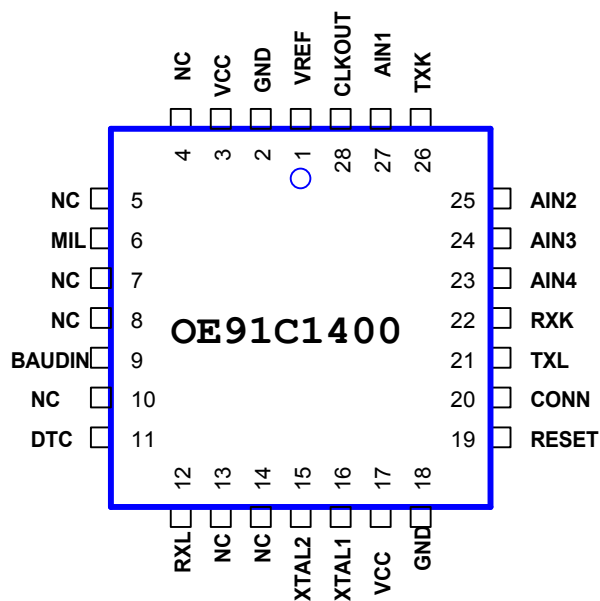 NC VCC GND VREF CLKOUT AIN1 TXK
4 3 2 1 28 27 26
NC 5 25 AIN2
MIL 6 24 AIN3
NC 7 23 AIN4
NC 8 22 RXK
OE91C1400
BAUDIN 9 21 TXL
NC 10 20 CONN
DTC 11 19 RESET
12 13 14 15 16 17 18
RXL NC NC XTAL2 XTAL1 VCC GND